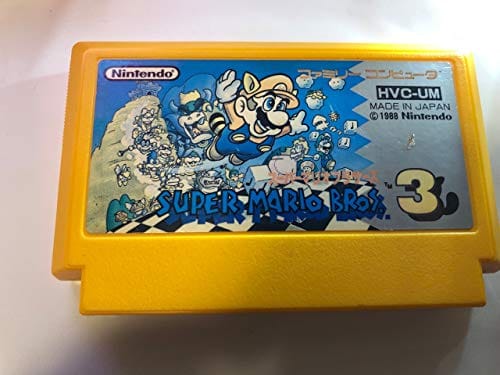 Nintendo
ファミリーコンピュータ
HVC-UM
MADE IN JAPAN
© 1988 Nintendo
スーパーマリオブラザーズ
SUPER MARIO BROS.™ 3